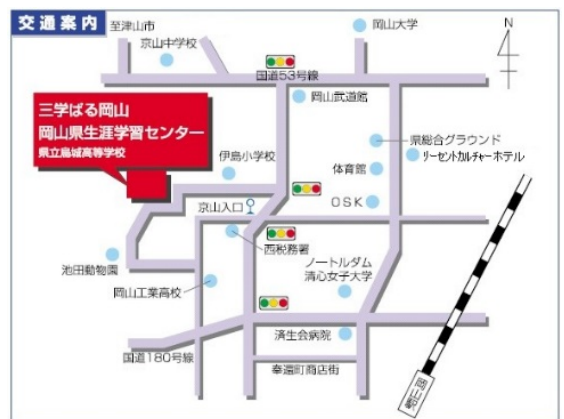 交通案内
至津山市
京山中学校
岡山大学
N
国道53号線
岡山武道館
三学ぱる岡山
岡山県生涯学習センター
県立烏城高等学校
県総合グラウンド
リーセントカルチャーホテル
伊島小学校
体育館
京山入口
OSK
西税務署
池田動物園
ノートルダム
清心女子大学
岡山工業高校
済生会病院
国道180号線
奉還町商店街
岡山駅